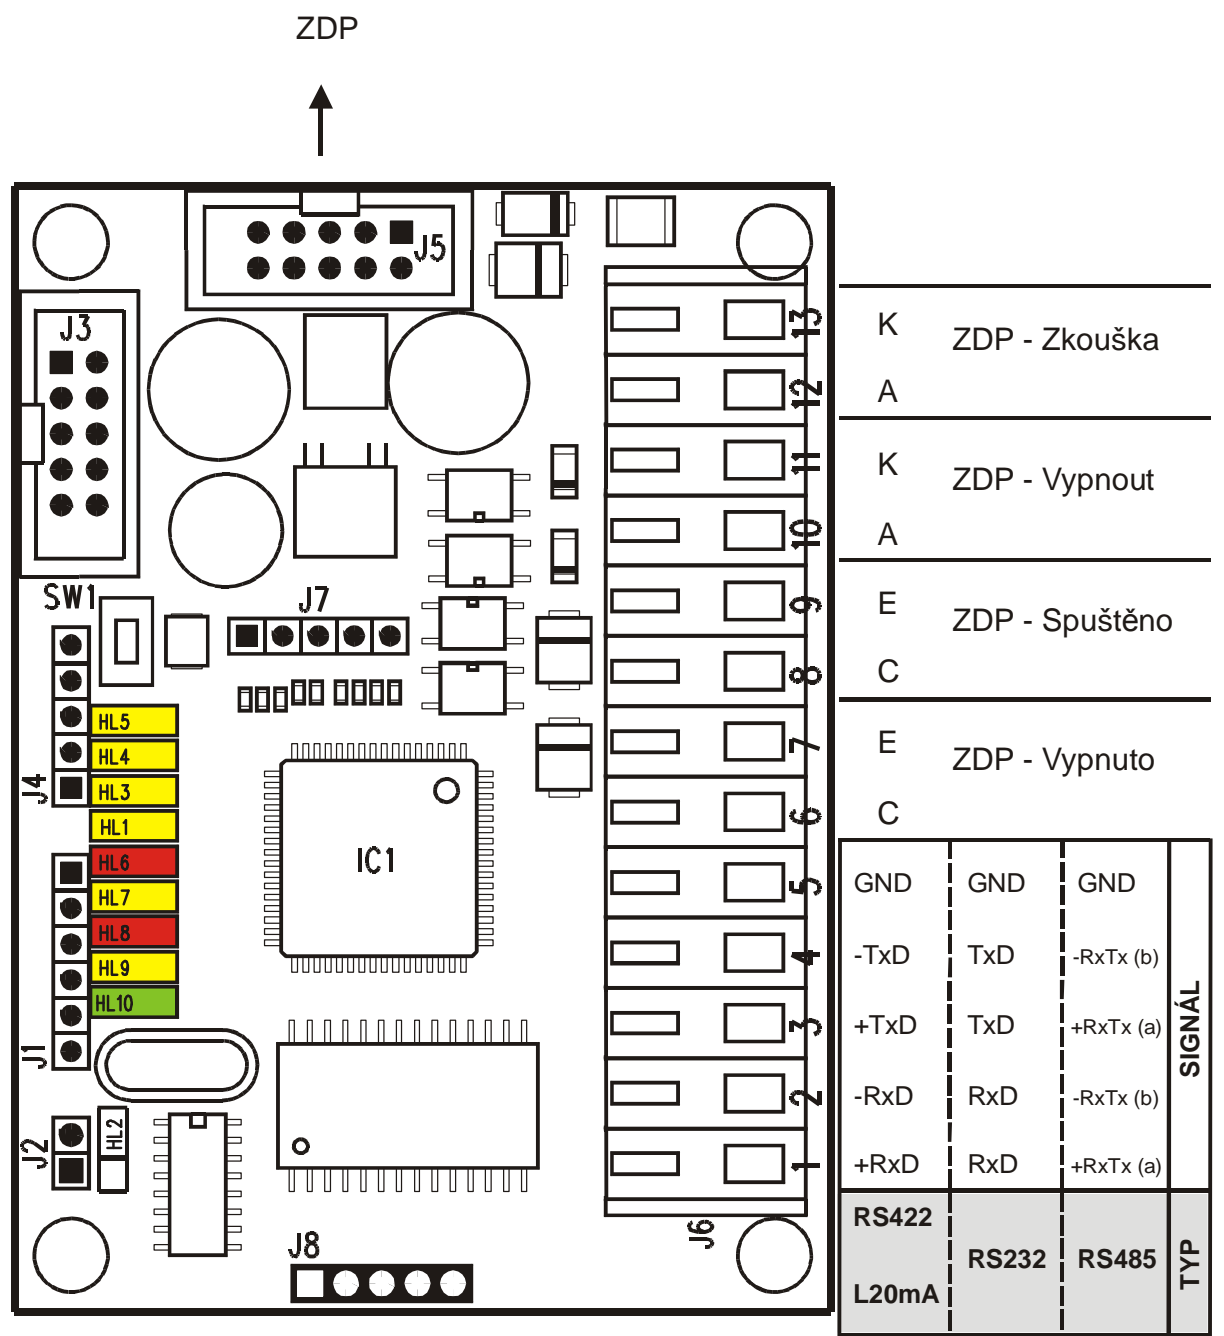 ZDP
J5
J3
13
K
ZDP - Zkouška
12
A
11
K
ZDP - Vypnout
10
A
SW1
J7
9
E
ZDP - Spuštěno
8
C
HL5
HL4
HL3
HL1
HL6
HL7
HL8
HL9
HL10
J4
IC1
7
E
ZDP - Vypnuto
6
C
5
GND GND GND
4
-TxD TxD -RxTx (b)
3
+TxD TxD +RxTx (a)
2
-RxD RxD -RxTx (b)
1
+RxD RxD +RxTx (a)
SIGNÁL
J1
J2
HL2
J8
J6
RS422
L20mA
RS232
RS485
TYP